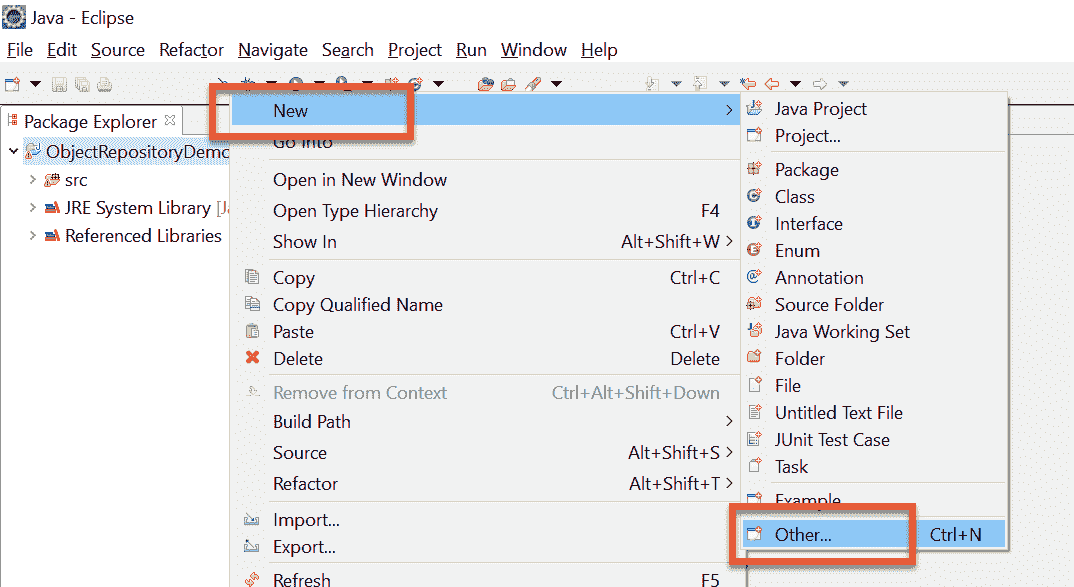 Java - Eclipse
File Edit Source Refactor Navigate Search Project Run Window Help
Package Explorer
ObjectRepositoryDemo
src
JRE System Library [Ja
Referenced Libraries
New
Go Into
Open in New Window
Open Type Hierarchy F4
Show In Alt+Shift+W
Copy Ctrl+C
Copy Qualified Name
Paste Ctrl+V
Delete Delete
Remove from Context Ctrl+Alt+Shift+Down
Build Path
Source Alt+Shift+S
Refactor Alt+Shift+T
Import...
Export...
Refresh F5
Java Project
Project...
Package
Class
Interface
Enum
Annotation
Source Folder
Java Working Set
Folder
File
Untitled Text File
JUnit Test Case
Task
Example...
Other... Ctrl+N